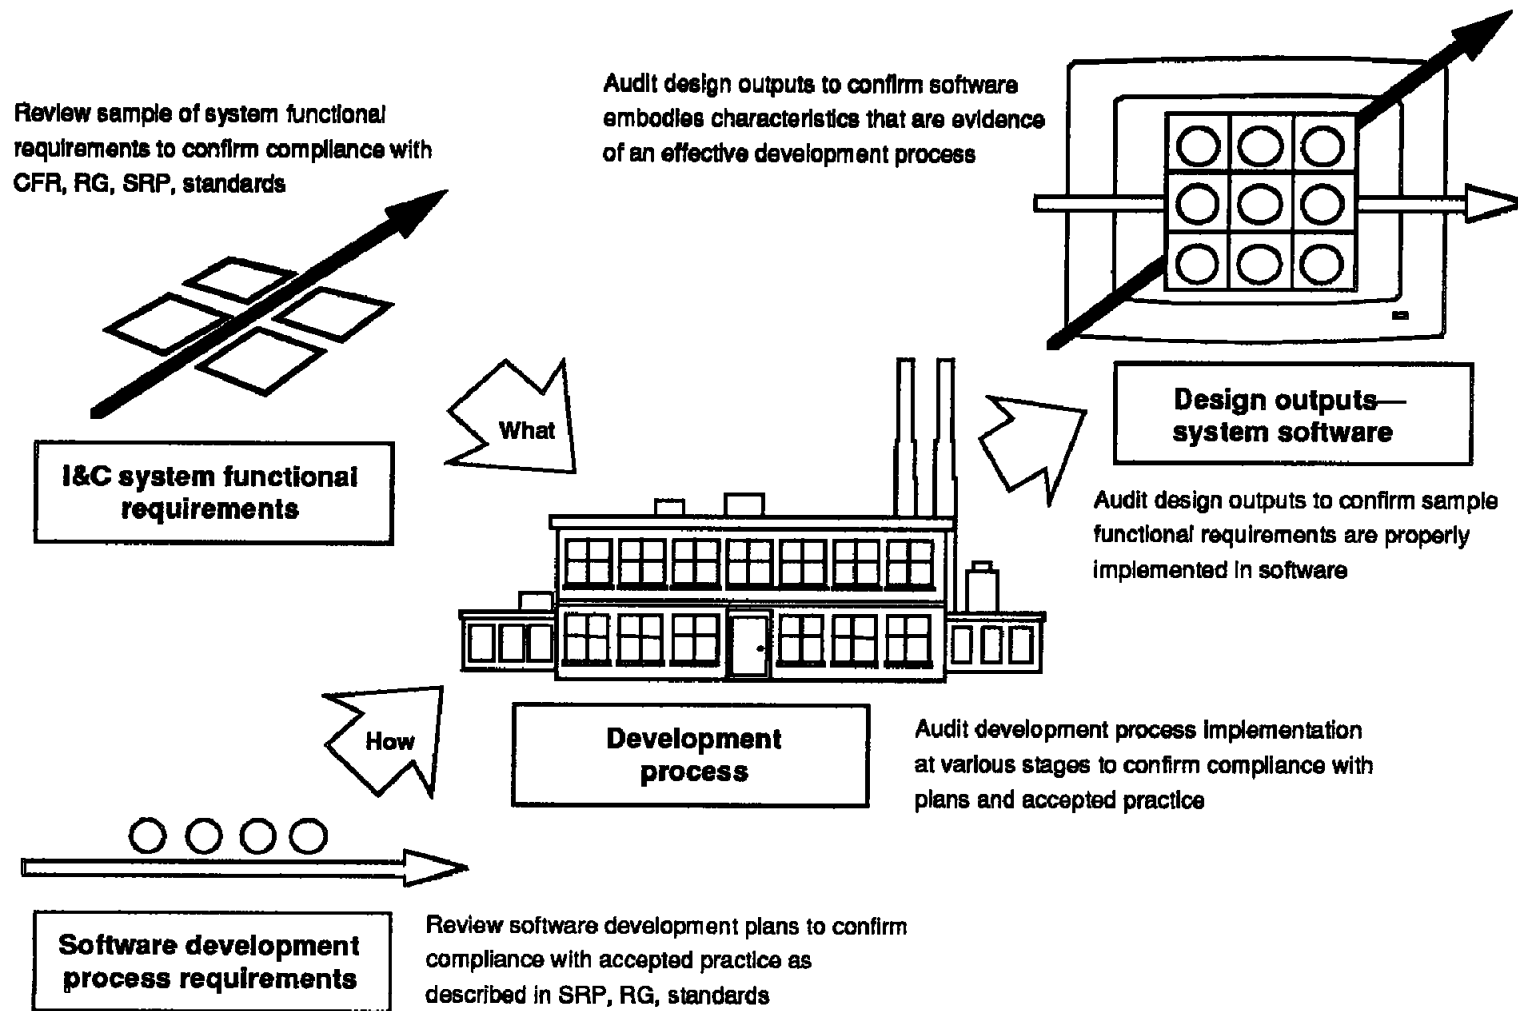 Review sample of system functional
requirements to confirm compliance with
CFR, RG, SRP, standards
I&C system functional
requirements
Audit design outputs to confirm software
embodies characteristics that are evidence
of an effective development process
Design outputs—
system software
Audit design outputs to confirm sample
functional requirements are properly
implemented in software
What
How
Development
process
Audit development process implementation
at various stages to confirm compliance with
plans and accepted practice
Software development
process requirements
Review software development plans to confirm
compliance with accepted practice as
described in SRP, RG, standards